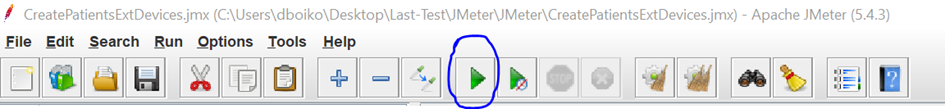 CreatePatientsExtDevices.jmx (C:\Users\dboiko\Desktop\Last-Test\JMeter\JMeter\CreatePatientsExtDevices.jmx) - Apache JMeter (5.4.3)
File Edit Search Run Options Tools Help
STOP
?